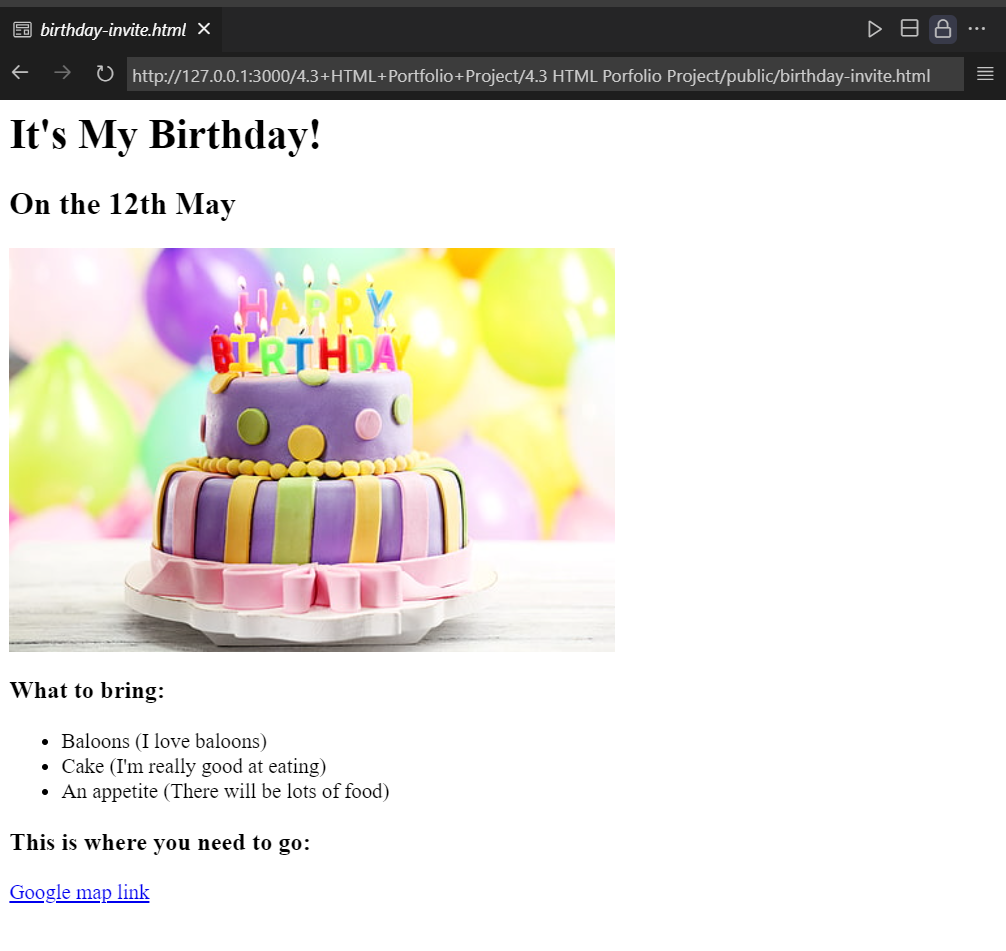 birthday-invite.html
http://127.0.0.1:3000/4.3+HTML+Portfolio+Project/4.3 HTML Porfolio Project/public/birthday-invite.html
It's My Birthday!
On the 12th May
HAPPY
BIRTHDAY
What to bring:
Baloons (I love baloons)
Cake (I'm really good at eating)
An appetite (There will be lots of food)
This is where you need to go:
Google map link